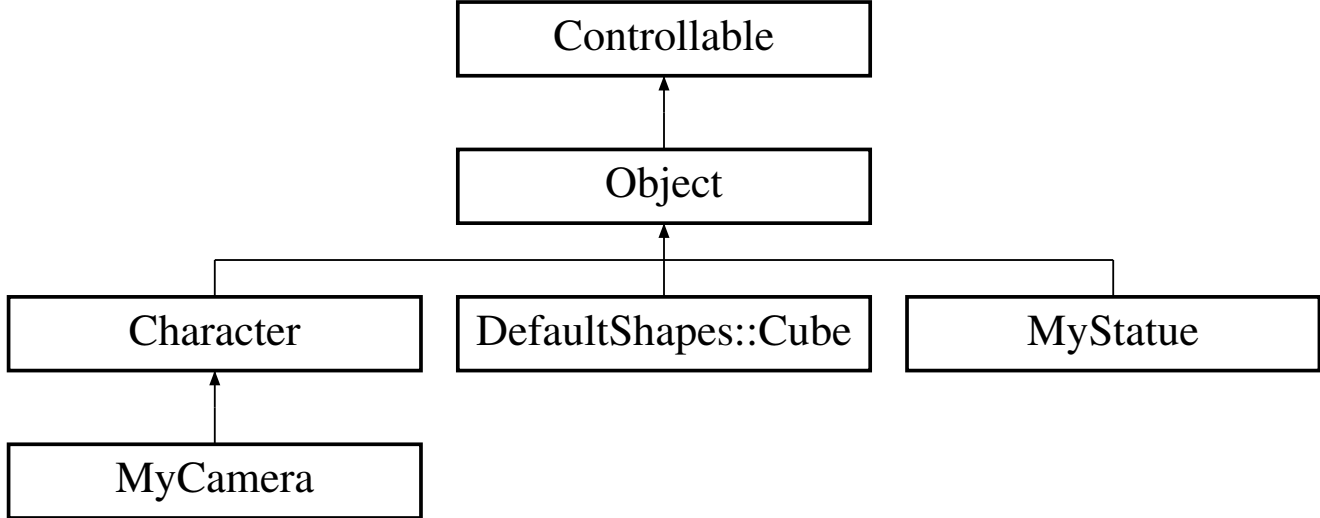 Controllable
Object
Character
DefaultShapes::Cube
MyStatue
MyCamera